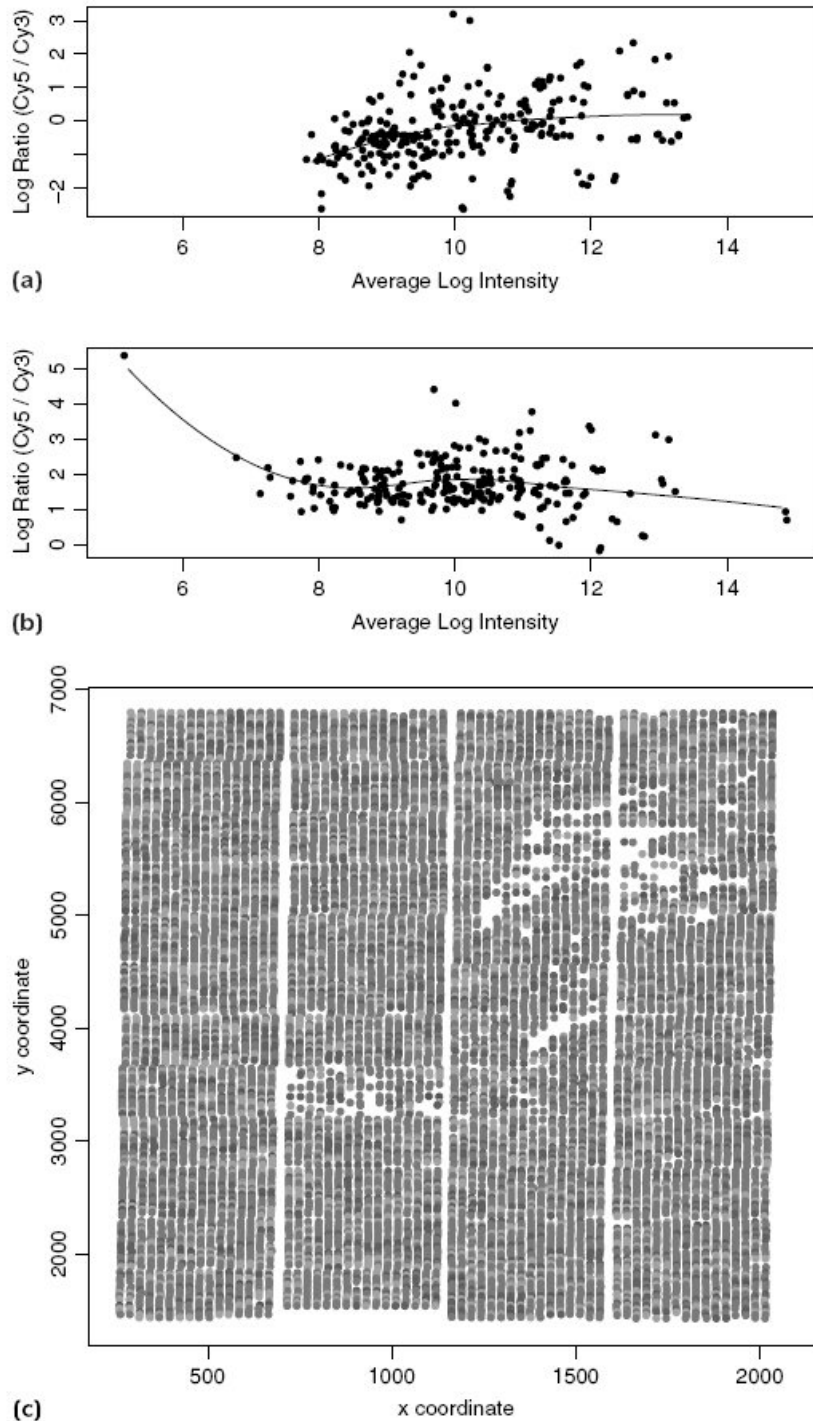 3
2
1
0
−2
Log Ratio (Cy5 / Cy3)
6 8 10 12 14
Average Log Intensity
(a)
5
4
3
2
1
0
Log Ratio (Cy5 / Cy3)
6 8 10 12 14
Average Log Intensity
(b)
7000
6000
5000
4000
3000
2000
y coordinate
500 1000 1500 2000
x coordinate
(c)